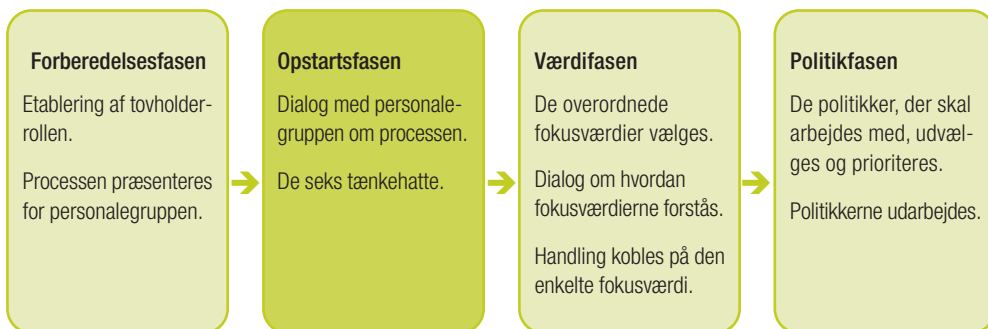 Forberedelsesfasen
Etablering af tovholder-
rollen.
Processen præsenteres
for personalegruppen.
Opstartsfasen
Dialog med personale-
gruppen om processen.
De seks tænkehatte.
Værdifasen
De overordnede
fokusværdier vælges.
Dialog om hvordan
fokusværdierne forstås.
Handling kobles på den
enkelte fokusværdi.
Politikfasen
De politikker, der skal
arbejdes med, udvæl-
ges og prioriteres.
Politikkerne udarbejdes.